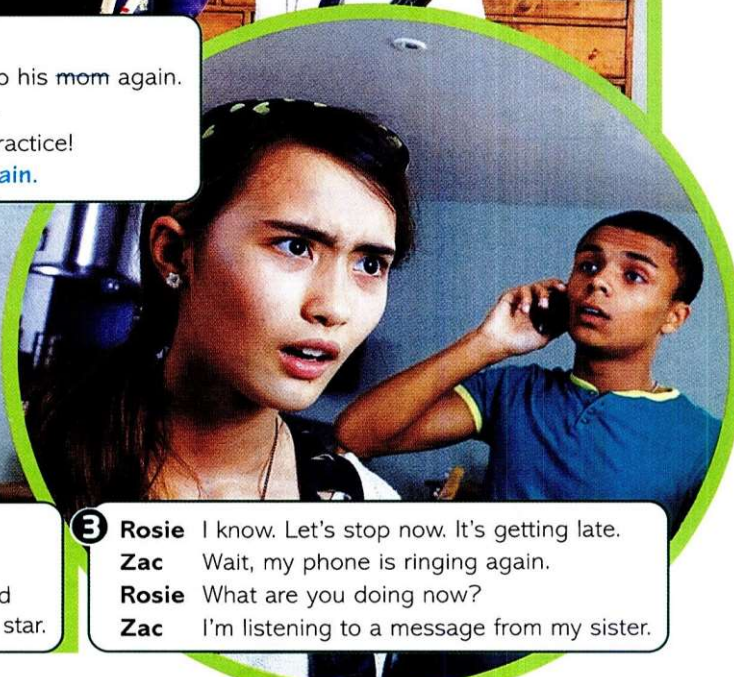 his mom again.
ractice!
ain.
star.
3 Rosie I know. Let's stop now. It's getting late.
Zac Wait, my phone is ringing again.
Rosie What are you doing now?
Zac I'm listening to a message from my sister.